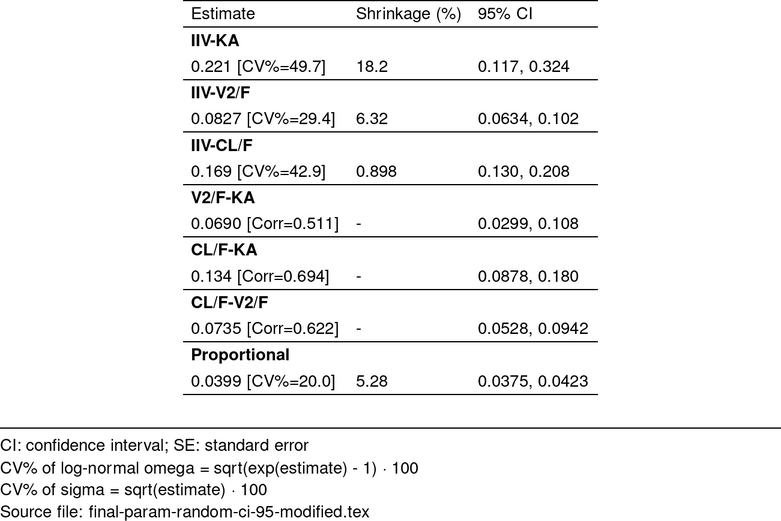 Estimate Shrinkage (%) 95% CI
IIV-KA
0.221 [CV%=49.7] 18.2 0.117, 0.324
IIV-V2/F
0.0827 [CV%=29.4] 6.32 0.0634, 0.102
IIV-CL/F
0.169 [CV%=42.9] 0.898 0.130, 0.208
V2/F-KA
0.0690 [Corr=0.511] - 0.0299, 0.108
CL/F-KA
0.134 [Corr=0.694] - 0.0878, 0.180
CL/F-V2/F
0.0735 [Corr=0.622] - 0.0528, 0.0942
Proportional
0.0399 [CV%=20.0] 5.28 0.0375, 0.0423
CI: confidence interval; SE: standard error
CV% of log-normal omega = sqrt(exp(estimate) - 1) · 100
CV% of sigma = sqrt(estimate) · 100
Source file: final-param-random-ci-95-modified.tex